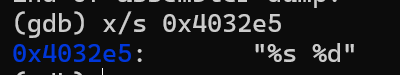 (gdb) x/s 0x4032e5
0x4032e5:       "%s %d"